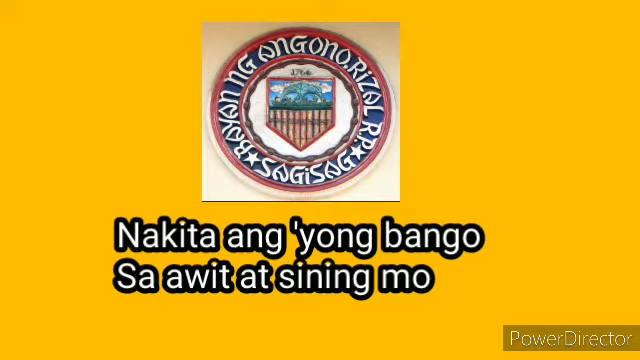 BAYAN NG ANGONO, RIZAL R.P.
1766
★ SAGISAG ★
Nakita ang 'yong bango
Sa awit at sining mo
PowerDirector